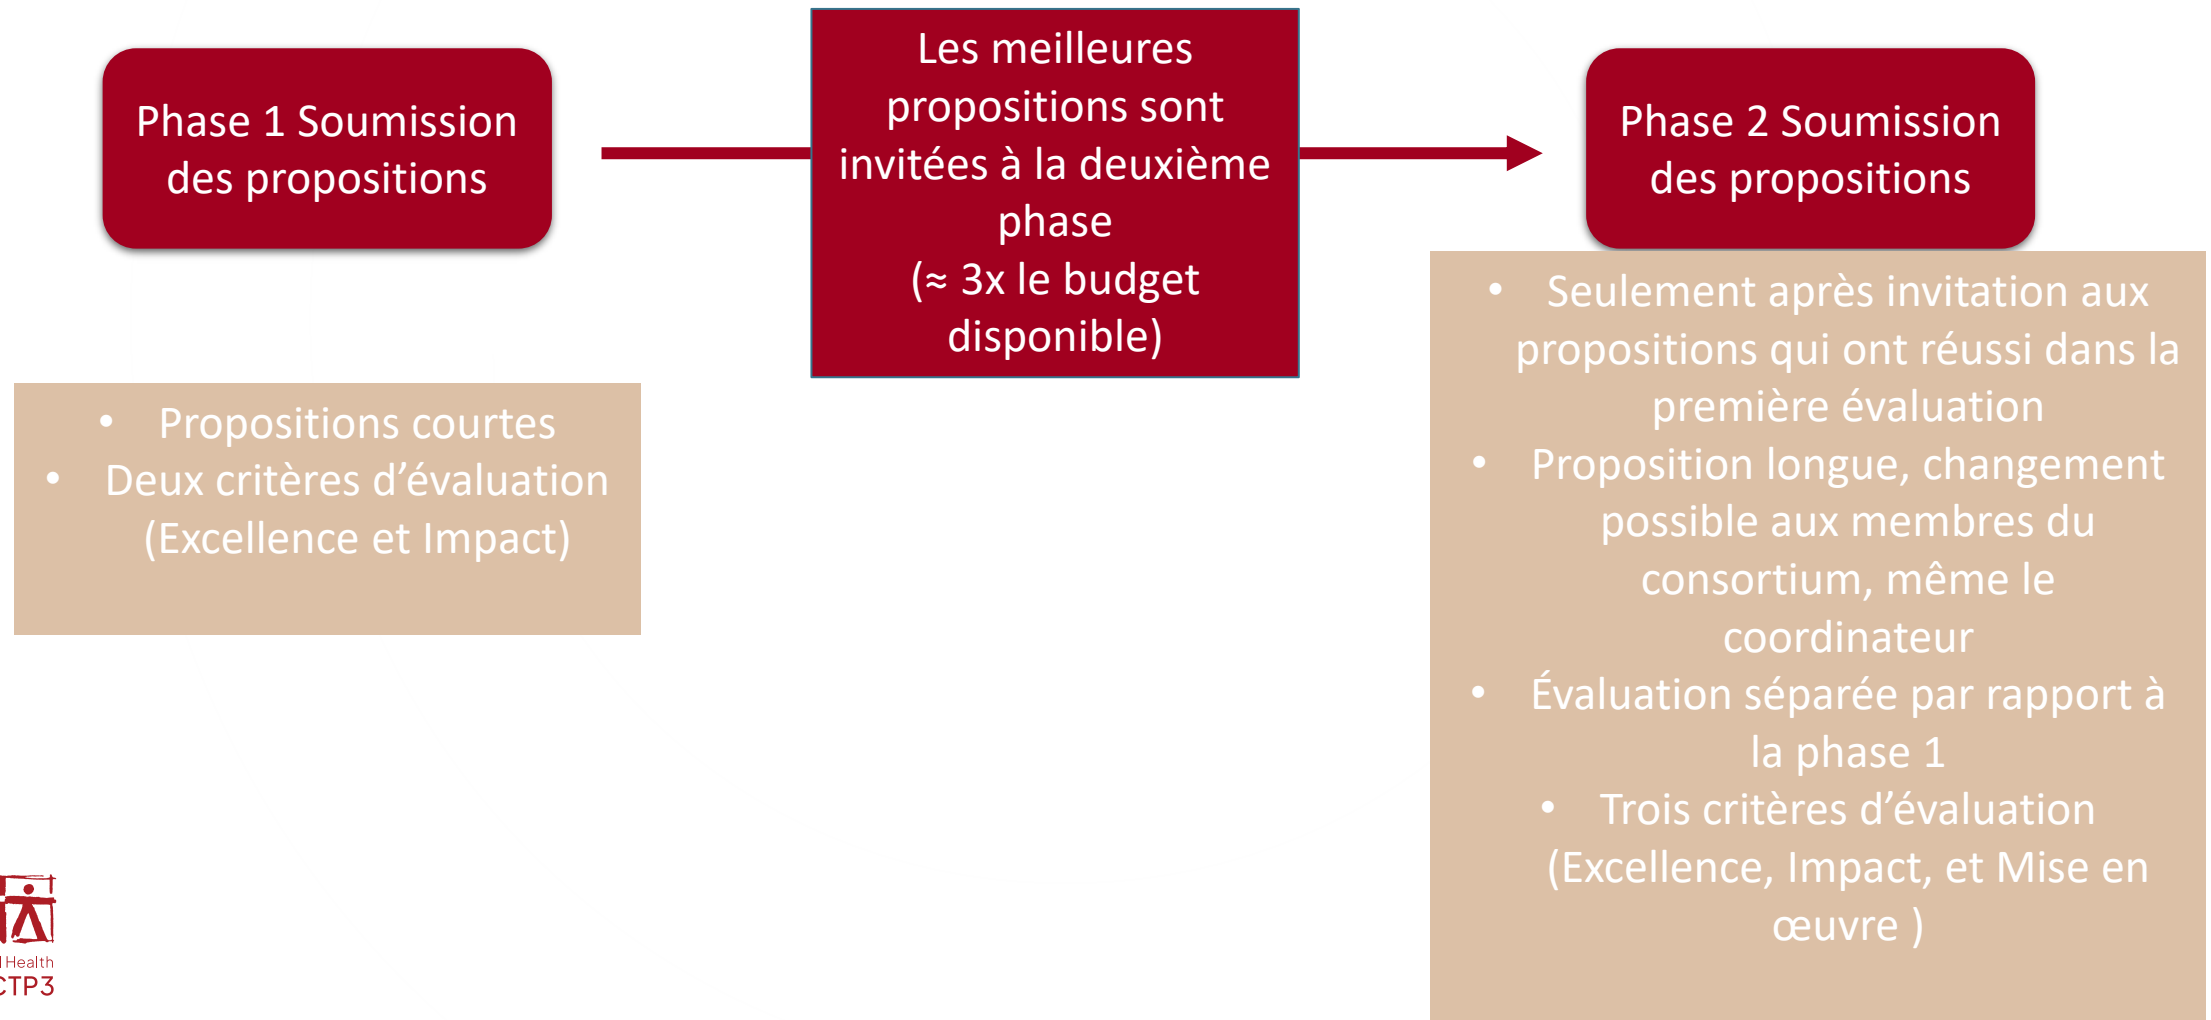 Phase 1 Soumission
des propositions
Les meilleures
propositions sont
invitées à la deuxième
phase
(≈ 3x le budget
disponible)
Phase 2 Soumission
des propositions
• Propositions courtes
• Deux critères d’évaluation
(Excellence et Impact)
• Seulement après invitation aux
propositions qui ont réussi dans la
première évaluation
• Proposition longue, changement
possible aux membres du
consortium, même le
coordinateur
• Évaluation séparée par rapport à
la phase 1
• Trois critères d’évaluation
(Excellence, Impact, et Mise en
œuvre )
Health
CTP3